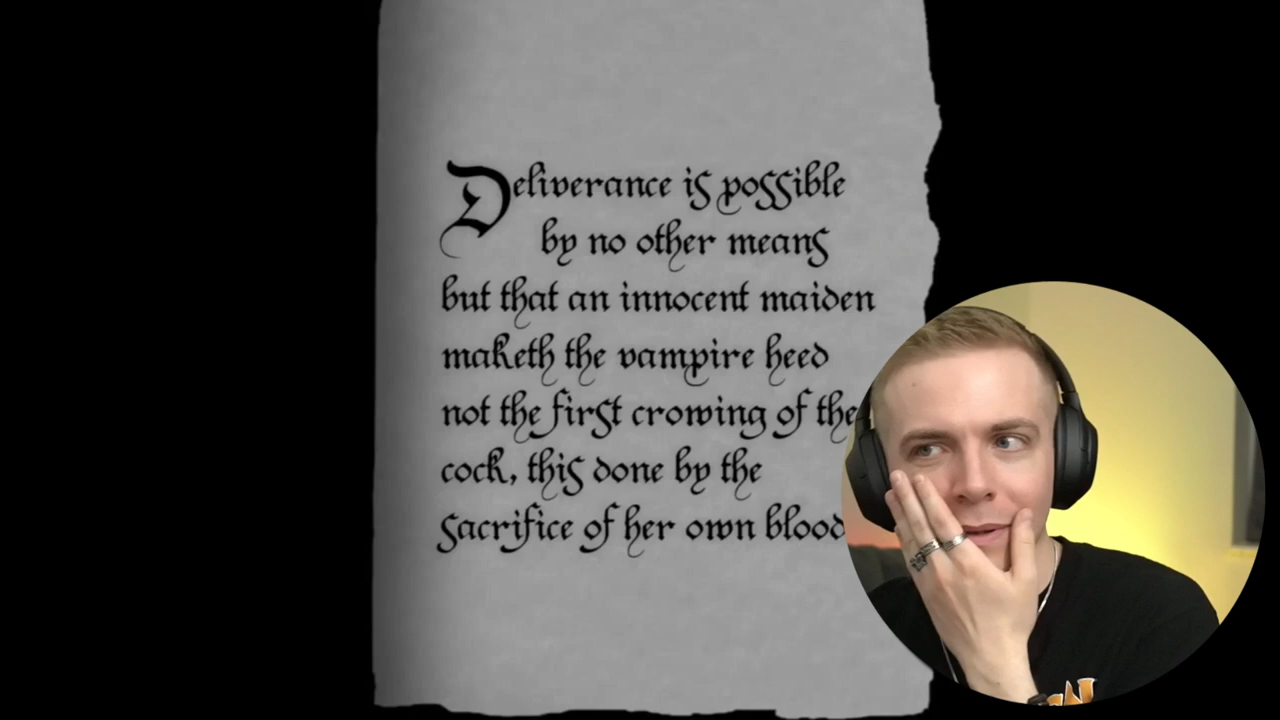 Deliverance is possible
by no other means
but that an innocent maiden
maketh the vampire heed
not the first crowing of the
cock, this done by the
sacrifice of her own blood